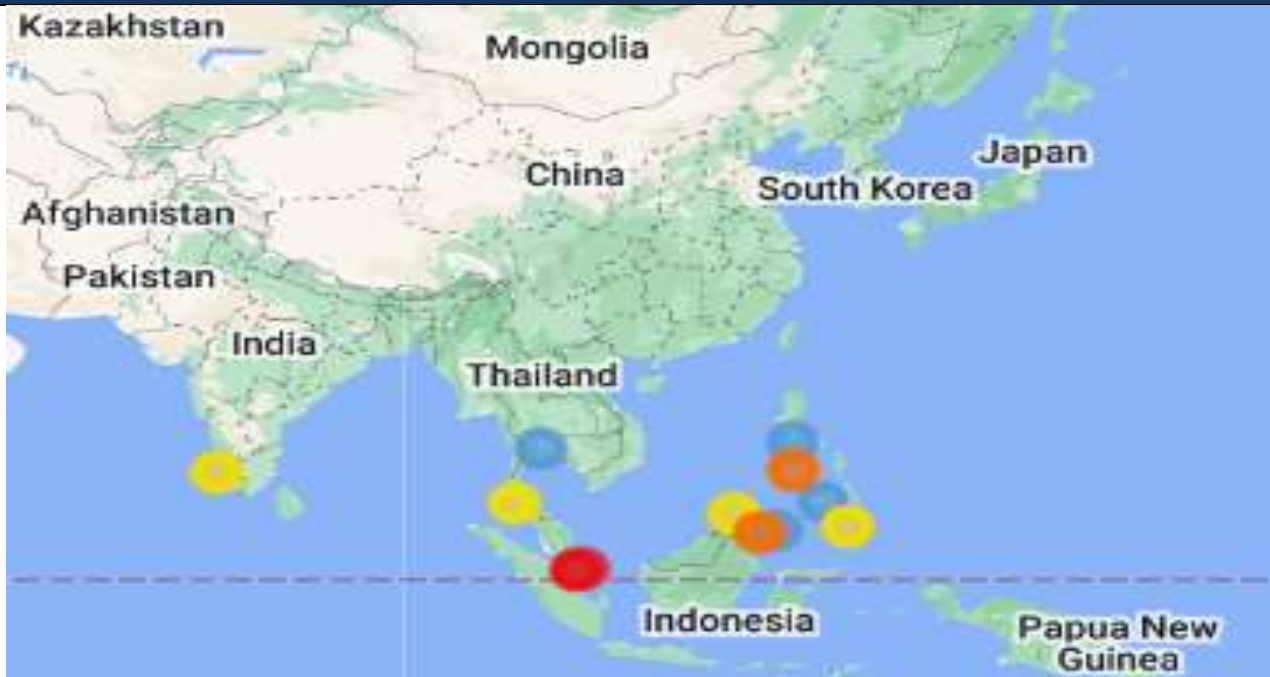 Kazakhstan
Mongolia
Japan
China
South Korea
Afghanistan
Pakistan
India
Thailand
Indonesia
Papua New
Guinea